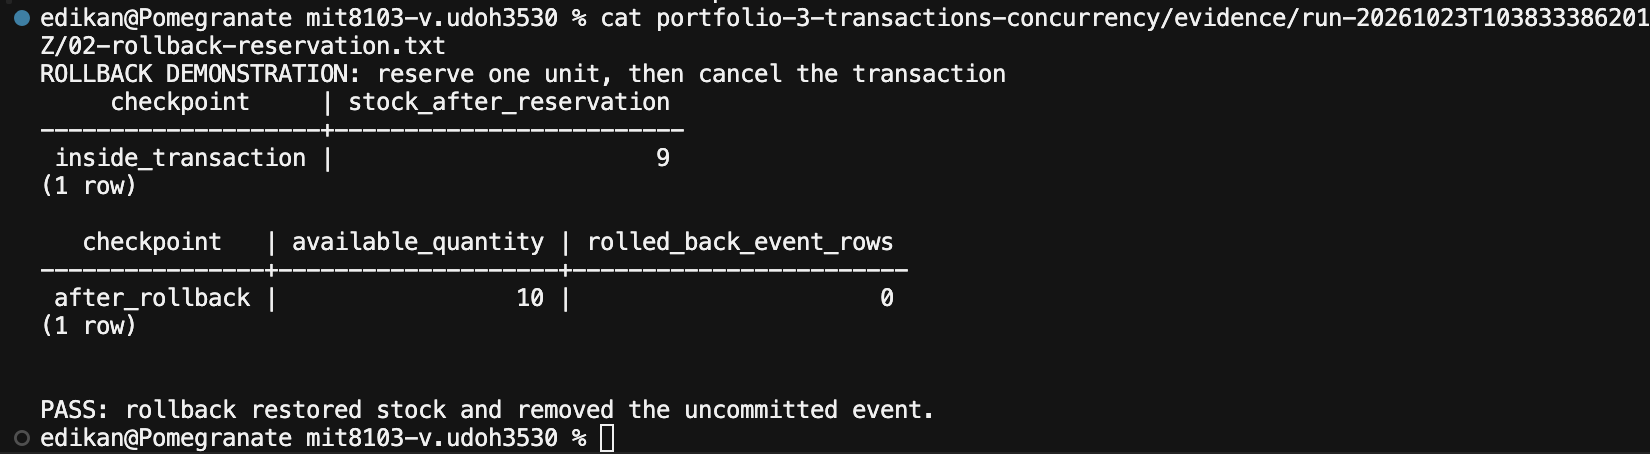 edikan@Pomegranate mit8103-v.udoh3530 % cat portfolio-3-transactions-concurrency/evidence/run-20261023T103833386201
Z/02-rollback-reservation.txt
ROLLBACK DEMONSTRATION: reserve one unit, then cancel the transaction
     checkpoint     | stock_after_reservation
--------------------+-------------------------
 inside_transaction |                       9
(1 row)

   checkpoint   | available_quantity | rolled_back_event_rows
----------------+--------------------+------------------------
 after_rollback |                 10 |                      0
(1 row)


PASS: rollback restored stock and removed the uncommitted event.
edikan@Pomegranate mit8103-v.udoh3530 %